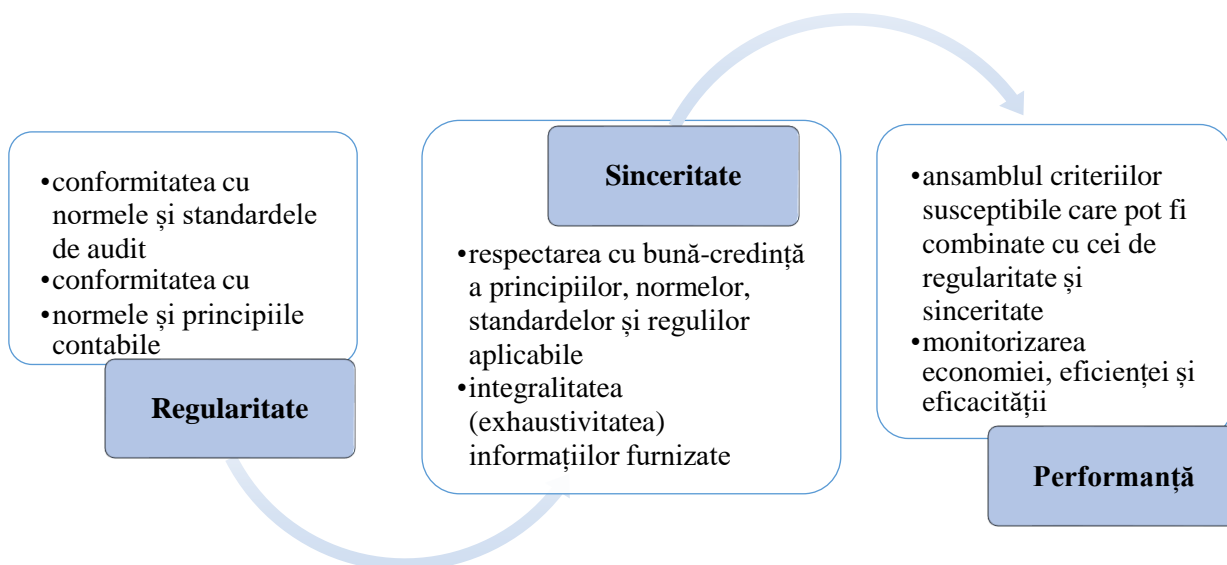 •conformitatea cu
normele și standardele
de audit
•conformitatea cu
•normele și principiile
contabile
Regularitate
Sinceritate
•respectarea cu bună-credință
a principiilor, normelor,
standardelor și regulilor
aplicabile
•integralitatea
(exhaustivitatea)
informațiilor furnizate
•ansamblul criteriilor
susceptibile care pot fi
combinate cu cei de
regularitate și
sinceritate
•monitorizarea
economiei, eficienței și
eficacității
Performanță